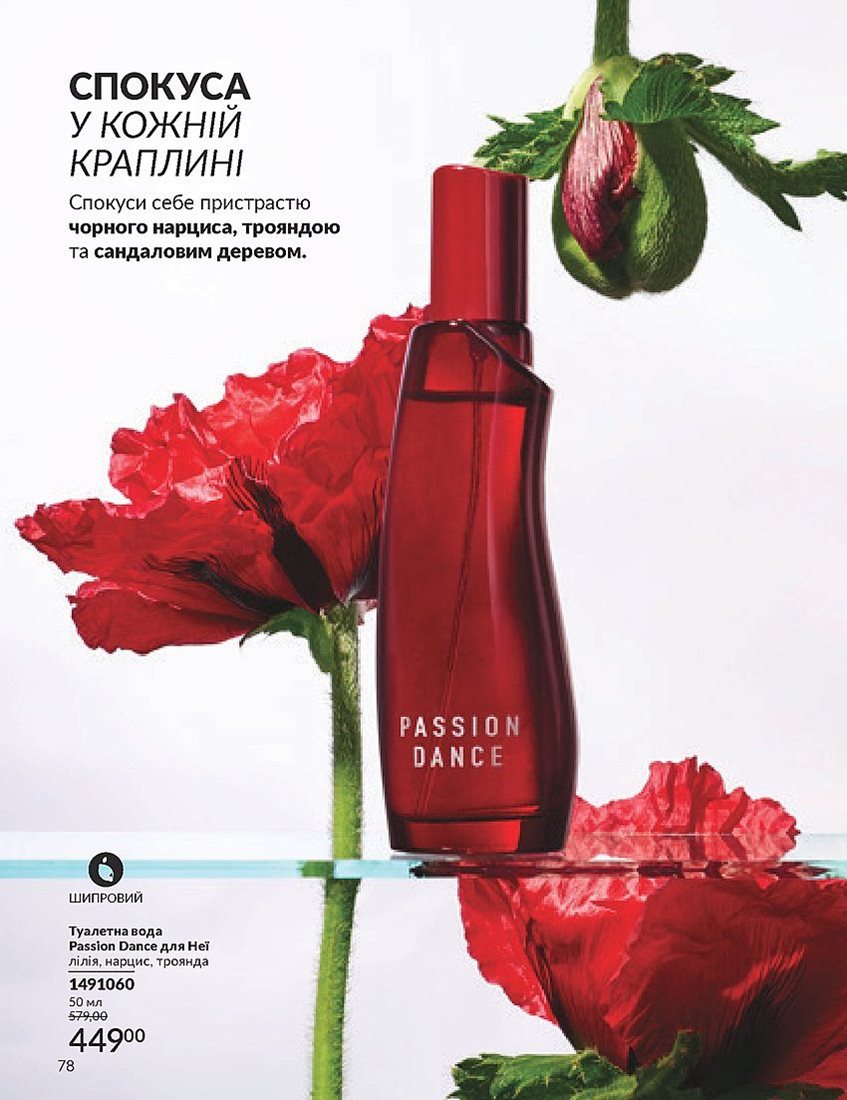 СПОКУСА
У КОЖНІЙ
КРАПЛИНІ
Спокуси себе пристрастю
чорного нарциса, трояндою
та сандаловим деревом.
PASSION
DANCE
ШИПРОВИЙ
Туалетна вода
Passion Dance для Неї
лілія, нарцис, троянда
1491060
50 мл
579,00
44900
78